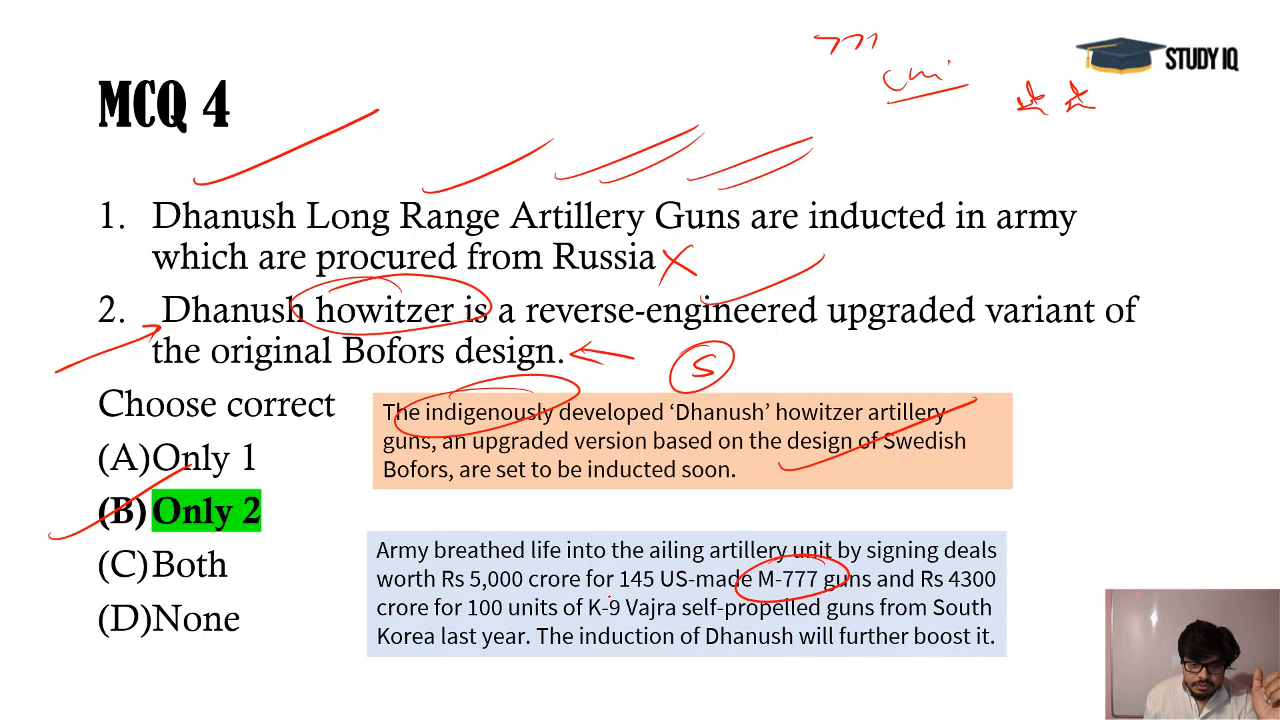 STUDY IQ
MCQ 4
1. Dhanush Long Range Artillery Guns are inducted in army
which are procured from Russia
2. Dhanush howitzer is a reverse-engineered upgraded variant of
the original Bofors design.
S
Choose correct
(A)Only 1
(B)Only 2
(C)Both
(D)None
The indigenously developed ‘Dhanush’ howitzer artillery
guns, an upgraded version based on the design of Swedish
Bofors, are set to be inducted soon.
Army breathed life into the ailing artillery unit by signing deals
worth Rs 5,000 crore for 145 US-made M-777 guns and Rs 4300
crore for 100 units of K-9 Vajra self-propelled guns from South
Korea last year. The induction of Dhanush will further boost it.